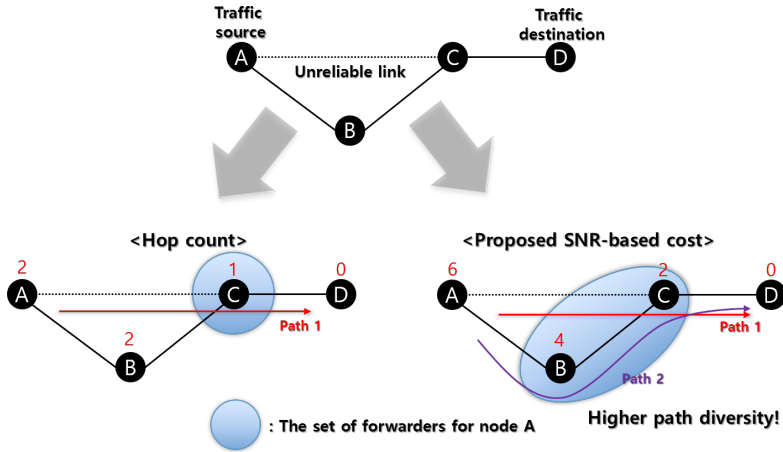 Traffic
source
Traffic
destination
A
C
D
Unreliable link
B
<Hop count>
2
1
0
A
C
D
Path 1
2
B
<Proposed SNR-based cost>
6
2
0
A
C
D
Path 1
4
B
Path 2
: The set of forwarders for node A
Higher path diversity!